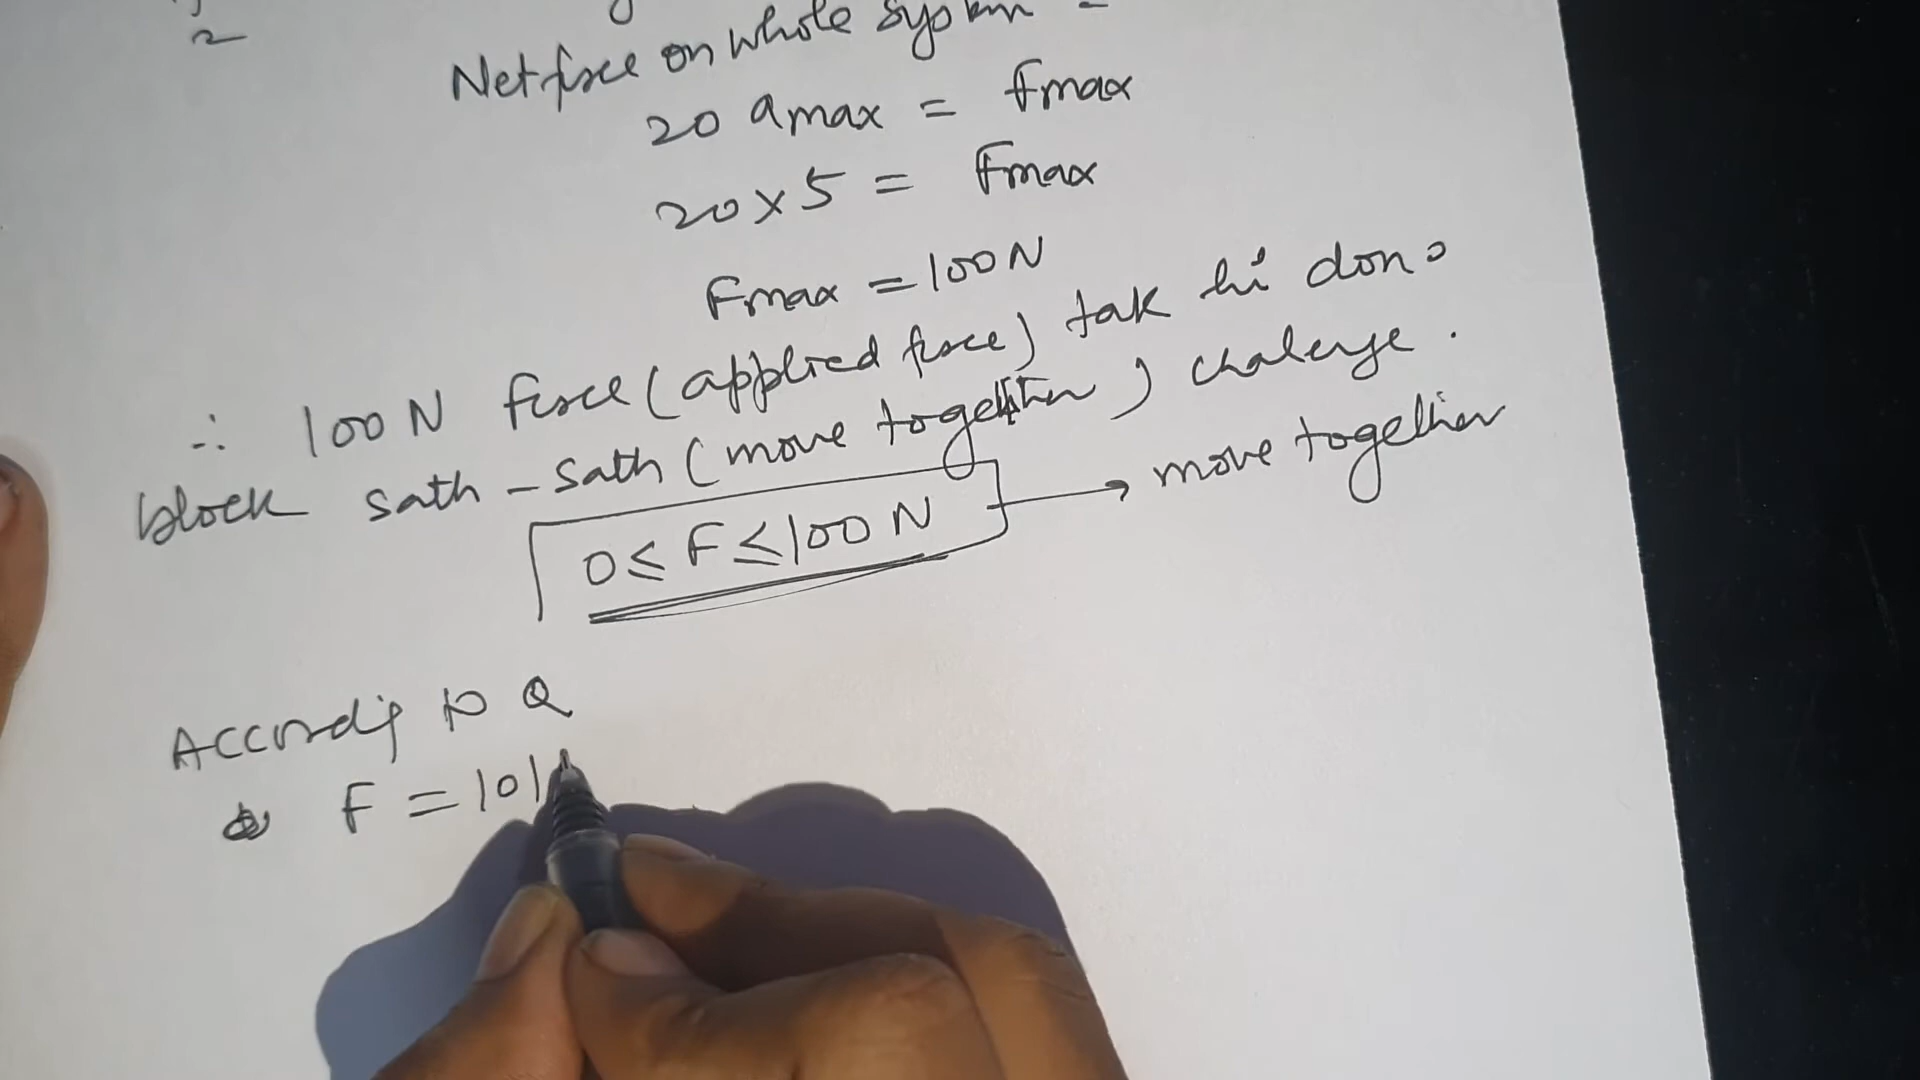 2
Net force on whole system =
20 amax = fmax
20 x 5 = Fmax
Fmax = 100 N
∴ 100 N force (applied force) tak hi dono
block sath - sath (move together) chalenge.
0 ≤ F ≤ 100 N → move together
According to Q
F = 101